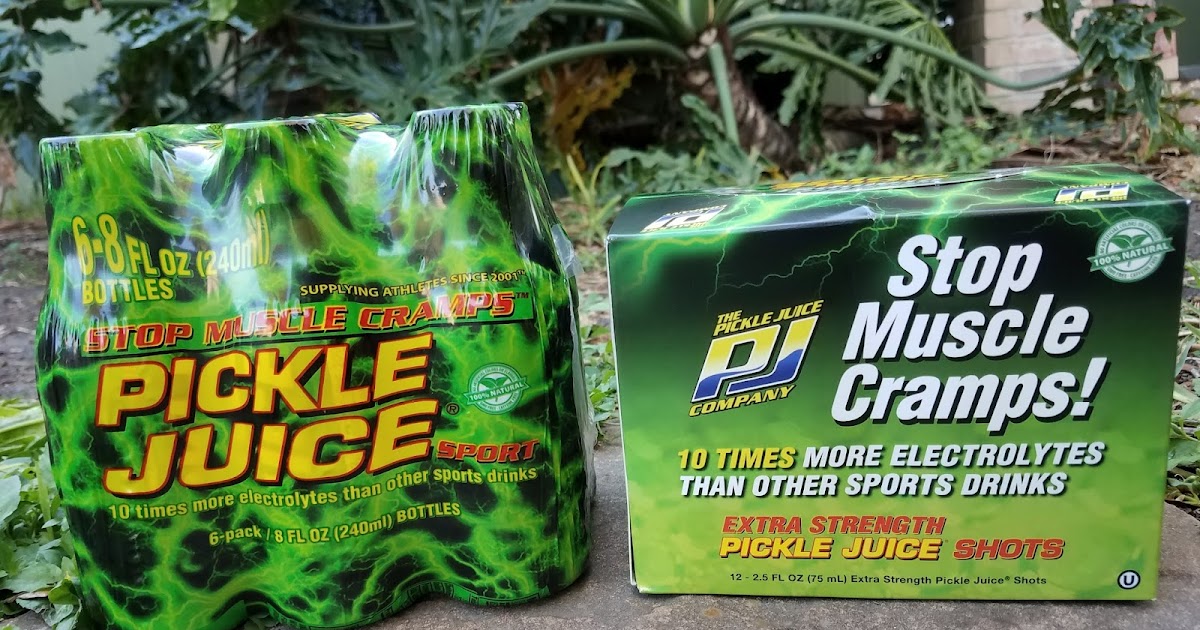 6-8 FL OZ (240ml)
BOTTLES
SUPPLYING ATHLETES SINCE 2001™
STOP MUSCLE CRAMPS™
PICKLE
JUICE®
SPORT
100% NATURAL
10 times more electrolytes than other sports drinks
6-pack / 8 FL OZ (240ml) BOTTLES
PJ
100% NATURAL
Stop
Muscle
Cramps!
THE
PICKLE JUICE
PJ
COMPANY
10 TIMES MORE ELECTROLYTES
THAN OTHER SPORTS DRINKS
EXTRA STRENGTH
PICKLE JUICE SHOTS
12 - 2.5 FL OZ (75 mL) Extra Strength Pickle Juice® Shots
U